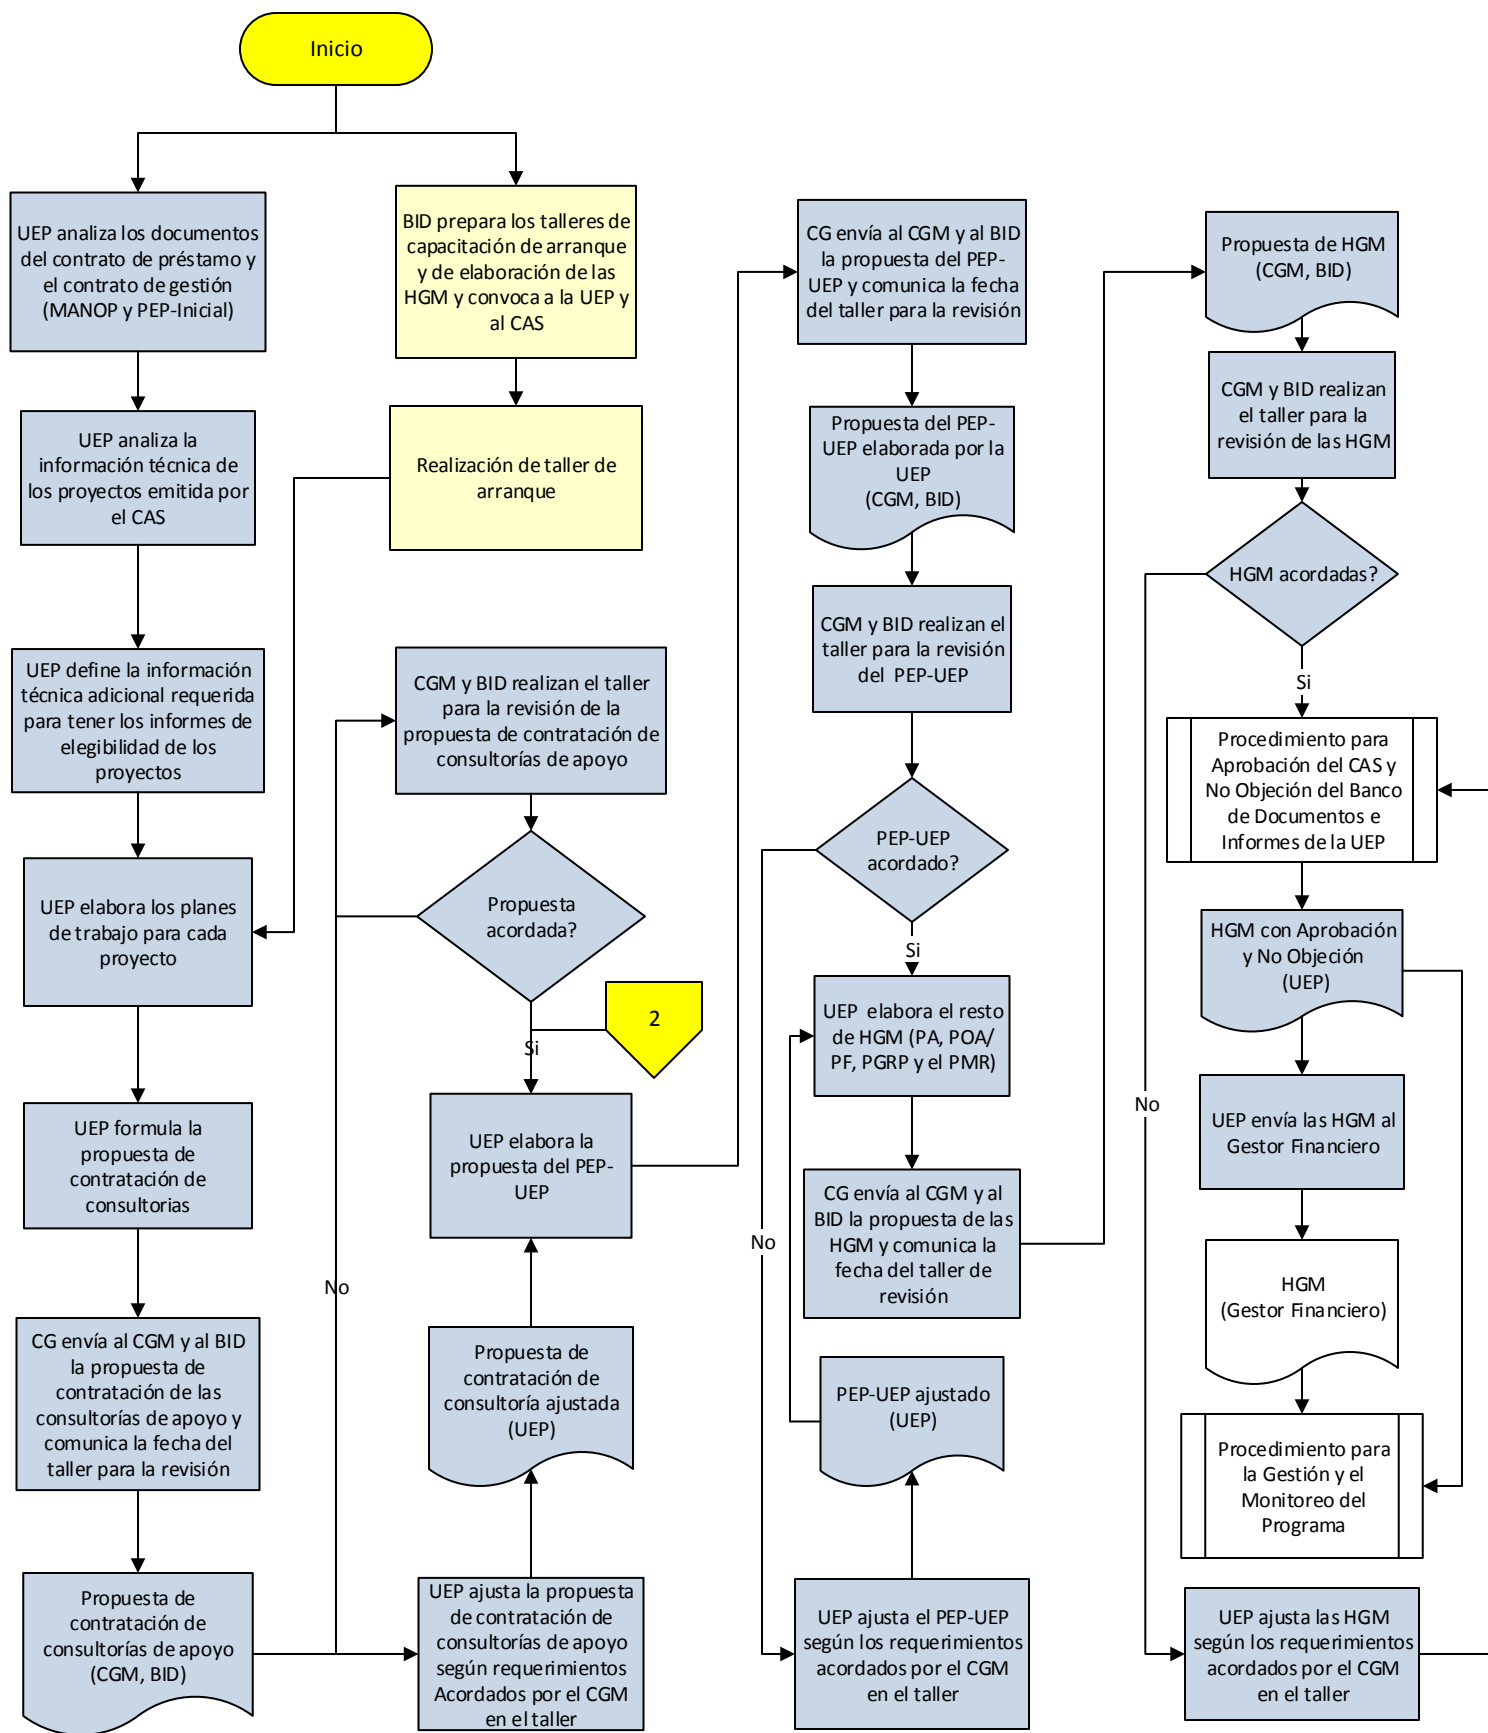 Inicio
UEP analiza los documentos
del contrato de préstamo y
el contrato de gestión
(MANOP y PEP-Inicial)
UEP analiza la
información técnica de
los proyectos emitida por
el CAS
UEP define la información
técnica adicional requerida
para tener los informes de
elegibilidad de los
proyectos
UEP elabora los planes
de trabajo para cada
proyecto
UEP formula la
propuesta de
contratación de
consultorias
CG envía al CGM y al BID
la propuesta de
contratación de las
consultorías de apoyo y
comunica la fecha del
taller para la revisión
Propuesta de
contratación de
consultorías de apoyo
(CGM, BID)
BID prepara los talleres de
capacitación de arranque
y de elaboración de las
HGM y convoca a la UEP y
al CAS
Realización de taller de
arranque
CGM y BID realizan el taller
para la revisión de la
propuesta de contratación de
consultorías de apoyo
Propuesta
acordada?
2
Si
No
UEP elabora la
propuesta del PEP-
UEP
Propuesta de
contratación de
consultoría ajustada
(UEP)
UEP ajusta la propuesta
de contratación de
consultorías de apoyo
según requerimientos
Acordados por el CGM
en el taller
CG envía al CGM y al BID
la propuesta del PEP-
UEP y comunica la fecha
del taller para la revisión
Propuesta del PEP-
UEP elaborada por la
UEP
(CGM, BID)
CGM y BID realizan el
taller para la revisión
del PEP-UEP
PEP-UEP
acordado?
Si
No
UEP elabora el resto
de HGM (PA, POA/
PF, PGRP y el PMR)
CG envía al CGM y al
BID la propuesta de las
HGM y comunica la
fecha del taller de
revisión
PEP-UEP ajustado
(UEP)
UEP ajusta el PEP-UEP
según los requerimientos
acordados por el CGM
en el taller
Propuesta de HGM
(CGM, BID)
CGM y BID realizan
el taller para la
revisión de las HGM
HGM acordadas?
Si
No
Procedimiento para
Aprobación del CAS y
No Objeción del Banco
de Documentos e
Informes de la UEP
HGM con Aprobación
y No Objeción
(UEP)
UEP envía las HGM al
Gestor Financiero
HGM
(Gestor Financiero)
Procedimiento para
la Gestión y el
Monitoreo del
Programa
UEP ajusta las HGM
según los requerimientos
acordados por el CGM
en el taller